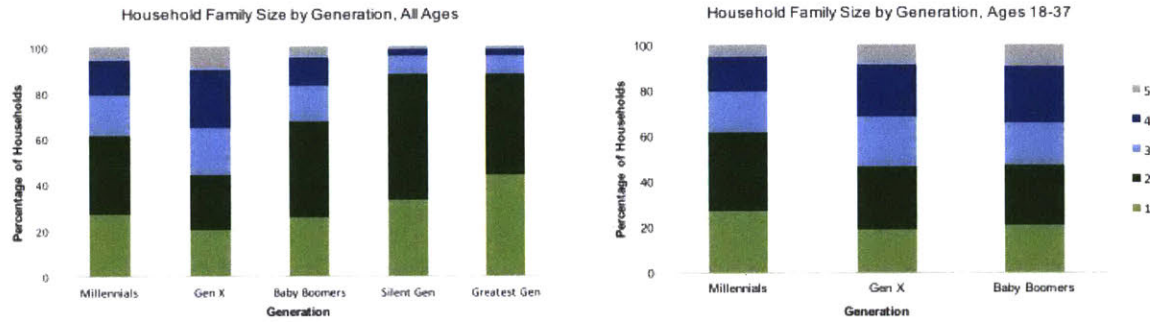 Household Family Size by Generation, All Ages
100
80
60
40
20
0
Percentage of Households
Millennials
Gen X
Baby Boomers
Silent Gen
Greatest Gen
Generation
Household Family Size by Generation, Ages 18-37
100
80
60
40
20
0
Percentage of Households
Millennials
Gen X
Baby Boomers
Generation
5
4
3
2
1